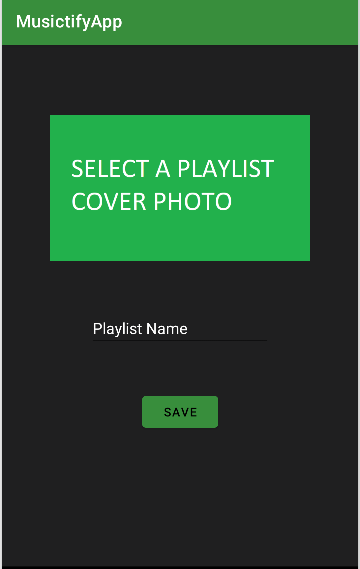 MusictifyApp
SELECT A PLAYLIST
COVER PHOTO
Playlist Name
SAVE